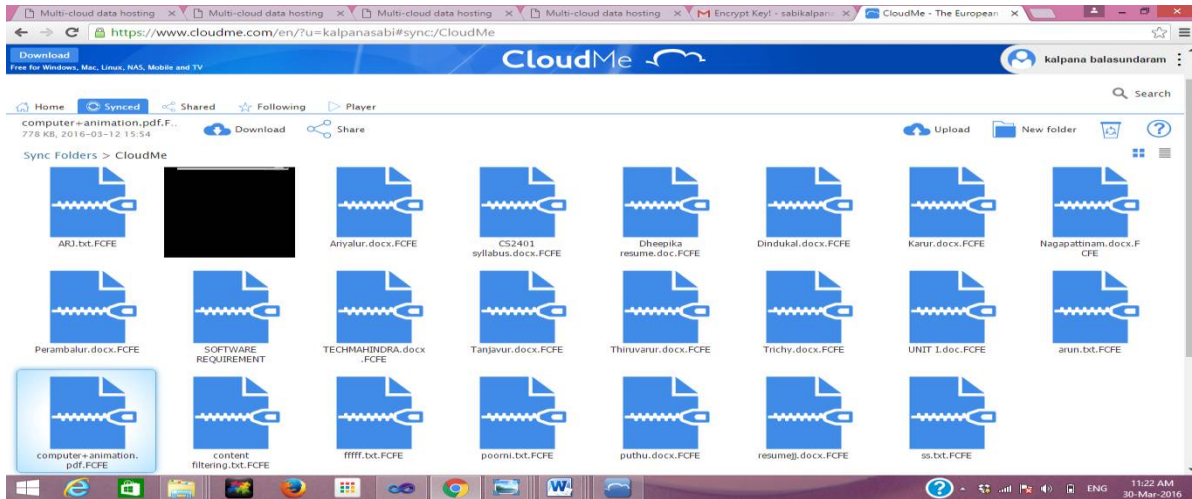 Multi-cloud data hosting
Multi-cloud data hosting
Multi-cloud data hosting
Multi-cloud data hosting
Encrypt Key! - sabikalpan
CloudMe - The European
https://www.cloudme.com/en/?u=kalpanasabi#sync:/CloudMe
Download
Free for Windows, Mac, Linux, NAS, Mobile and TV
CloudMe
kalpana balasundaram
Search
Home Synced Shared Following Player
computer+animation.pdf.F..
778 KB, 2016-03-12 15:54
Download Share Upload New folder
Sync Folders > CloudMe
ARJ.txt.FCFE
Ariyalur.docx.FCFE
CS2401
syllabus.docx.FCFE
Dheepika
resume.doc.FCFE
Dindukal.docx.FCFE
Karur.docx.FCFE
Nagapattinam.docx.F
CFE
Perambalur.docx.FCFE
SOFTWARE
REQUIREMENT
TECHMAHINDRA.docx
.FCFE
Tanjavur.docx.FCFE
Thiruvarur.docx.FCFE
Trichy.docx.FCFE
UNIT I.doc.FCFE
arun.txt.FCFE
computer+animation.
pdf.FCFE
content
filtering.txt.FCFE
fffff.txt.FCFE
poorni.txt.FCFE
puthu.docx.FCFE
resumejj.docx.FCFE
ss.txt.FCFE
ENG
11:22 AM
30-Mar-2016